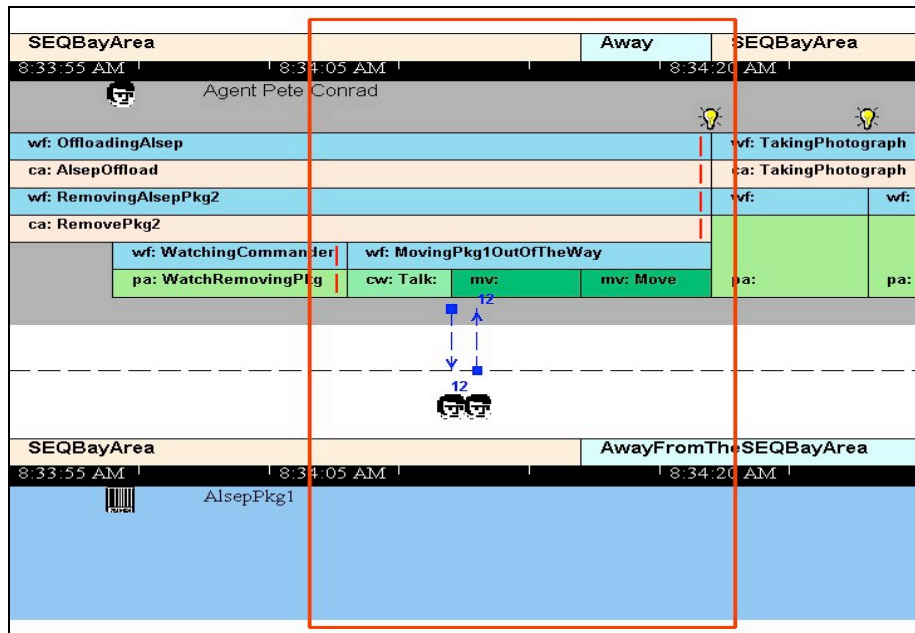 SEQBayArea Away SEQBayArea
8:33:55 AM 8:34:05 AM 8:34:20 AM
Agent Pete Conrad
wf: OffloadingAlsep wf: TakingPhotograph
ca: AlsepOffload ca: TakingPhotograph
wf: RemovingAlsepPkg2 wf: wf:
ca: RemovePkg2
wf: WatchingCommander wf: MovingPkg1OutOfTheWay
pa: WatchRemovingPkg cw: Talk: mv: mv: Move pa: pa:
12
12
SEQBayArea AwayFromTheSEQBayArea
8:33:55 AM 8:34:05 AM 8:34:20 AM
AlsepPkg1